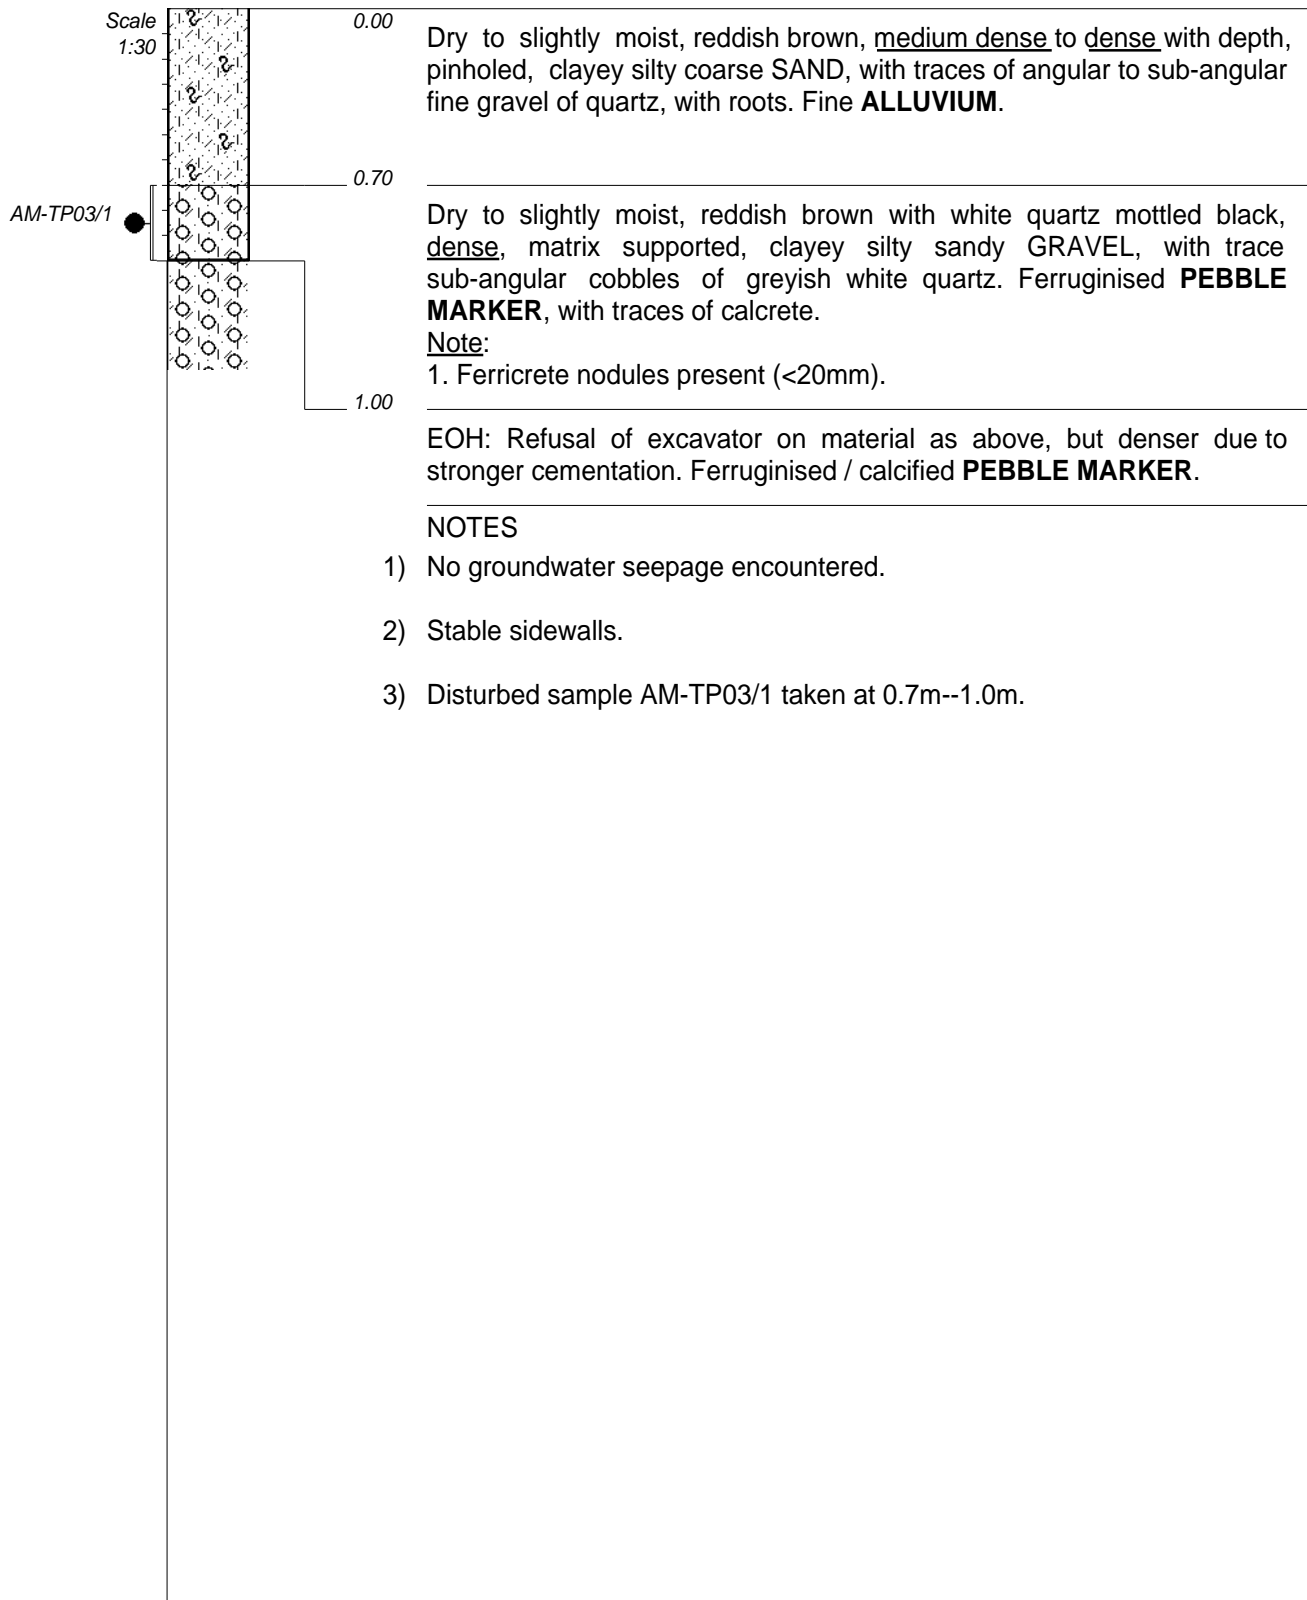 Scale
1:30
0.00
Dry to slightly moist, reddish brown, medium dense to dense with depth,
pinholed, clayey silty coarse SAND, with traces of angular to sub-angular
fine gravel of quartz, with roots. Fine ALLUVIUM.
0.70
AM-TP03/1
Dry to slightly moist, reddish brown with white quartz mottled black,
dense, matrix supported, clayey silty sandy GRAVEL, with trace
sub-angular cobbles of greyish white quartz. Ferruginised PEBBLE
MARKER, with traces of calcrete.
Note:
1. Ferricrete nodules present (<20mm).
1.00
EOH: Refusal of excavator on material as above, but denser due to
stronger cementation. Ferruginised / calcified PEBBLE MARKER.
NOTES
1) No groundwater seepage encountered.
2) Stable sidewalls.
3) Disturbed sample AM-TP03/1 taken at 0.7m--1.0m.